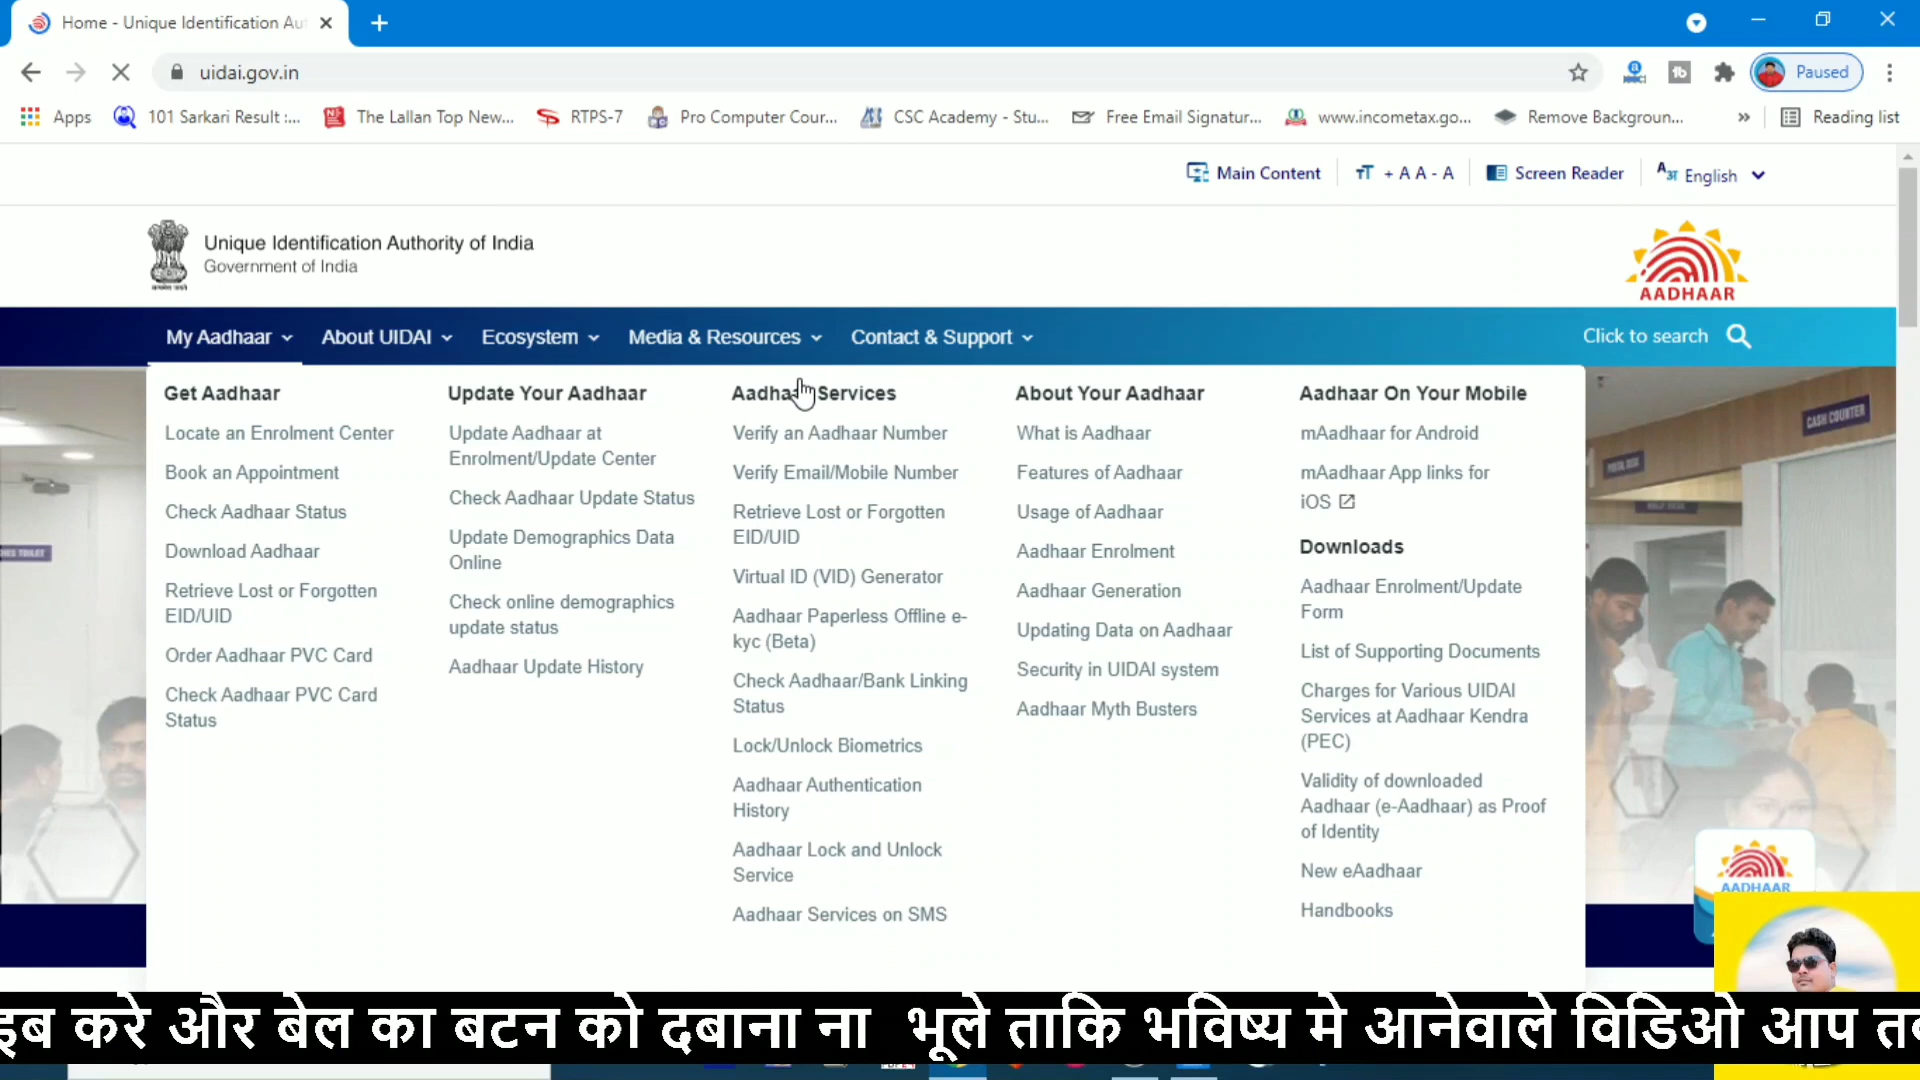 Home - Unique Identification Au
uidai.gov.in
Paused
Apps
101 Sarkari Result :...
The Lallan Top New...
RTPS-7
Pro Computer Cour...
CSC Academy - Stu...
Free Email Signatur...
www.incometax.go...
Remove Backgroun...
»
Reading list
Main Content
+ A A - A
Screen Reader
English
Unique Identification Authority of India
Government of India
AADHAAR
My Aadhaar
About UIDAI
Ecosystem
Media & Resources
Contact & Support
Click to search
Get Aadhaar
Locate an Enrolment Center
Book an Appointment
Check Aadhaar Status
Download Aadhaar
Retrieve Lost or Forgotten
EID/UID
Order Aadhaar PVC Card
Check Aadhaar PVC Card
Status
Update Your Aadhaar
Update Aadhaar at
Enrolment/Update Center
Check Aadhaar Update Status
Update Demographics Data
Online
Check online demographics
update status
Aadhaar Update History
Aadhaar Services
Verify an Aadhaar Number
Verify Email/Mobile Number
Retrieve Lost or Forgotten
EID/UID
Virtual ID (VID) Generator
Aadhaar Paperless Offline e-
kyc (Beta)
Check Aadhaar/Bank Linking
Status
Lock/Unlock Biometrics
Aadhaar Authentication
History
Aadhaar Lock and Unlock
Service
Aadhaar Services on SMS
About Your Aadhaar
What is Aadhaar
Features of Aadhaar
Usage of Aadhaar
Aadhaar Enrolment
Aadhaar Generation
Updating Data on Aadhaar
Security in UIDAI system
Aadhaar Myth Busters
Aadhaar On Your Mobile
mAadhaar for Android
mAadhaar App links for
iOS
Downloads
Aadhaar Enrolment/Update
Form
List of Supporting Documents
Charges for Various UIDAI
Services at Aadhaar Kendra
(PEC)
Validity of downloaded
Aadhaar (e-Aadhaar) as Proof
of Identity
New eAadhaar
Handbooks
CASH COUNTER
AADHAAR
इब करे और बेल का बटन को दबाना ना भूले ताकि भविष्य मे आनेवाले विडिओ आप तक